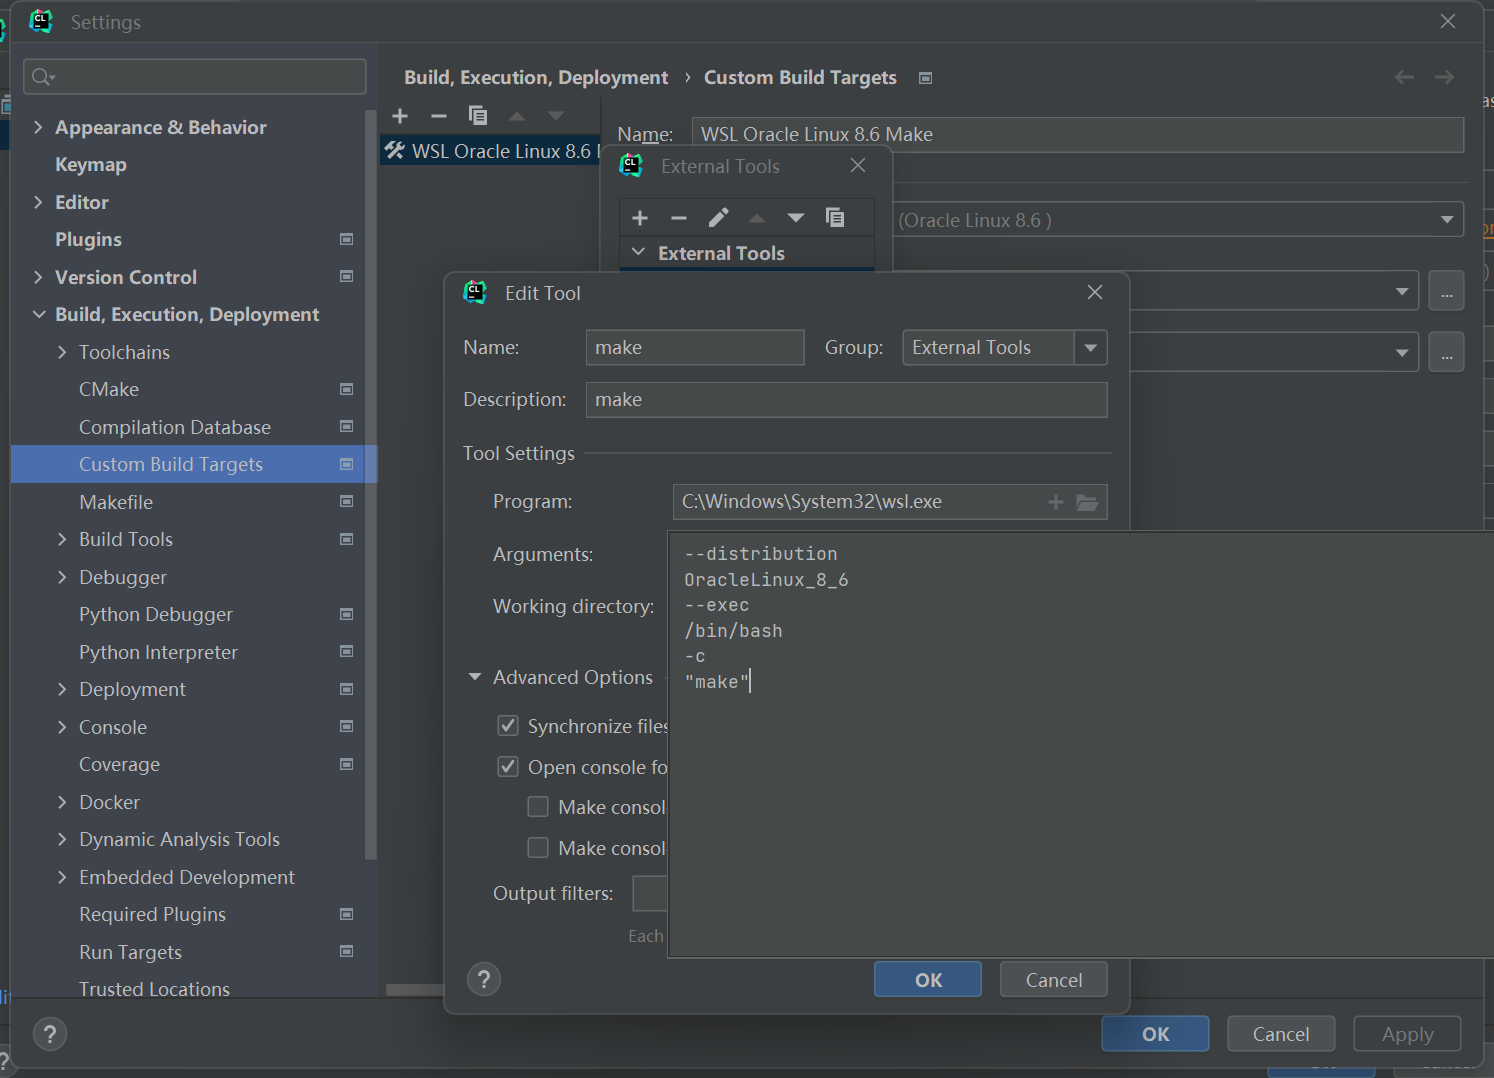 Settings
Build, Execution, Deployment › Custom Build Targets
Appearance & Behavior
Keymap
Editor
Plugins
Version Control
Build, Execution, Deployment
Toolchains
CMake
Compilation Database
Custom Build Targets
Makefile
Build Tools
Debugger
Python Debugger
Python Interpreter
Deployment
Console
Coverage
Docker
Dynamic Analysis Tools
Embedded Development
Required Plugins
Run Targets
Trusted Locations
WSL Oracle Linux 8.6
Name: WSL Oracle Linux 8.6 Make
(Oracle Linux 8.6 )
...
...
External Tools
External Tools
Edit Tool
Name: make Group: External Tools
Description: make
Tool Settings
Program: C:\Windows\System32\wsl.exe
Arguments:
--distribution
OracleLinux_8_6
--exec
/bin/bash
-c
"make"
Working directory:
Advanced Options
Synchronize files
Open console fo
Make consol
Make consol
Output filters:
Each
? OK Cancel
? OK Cancel Apply